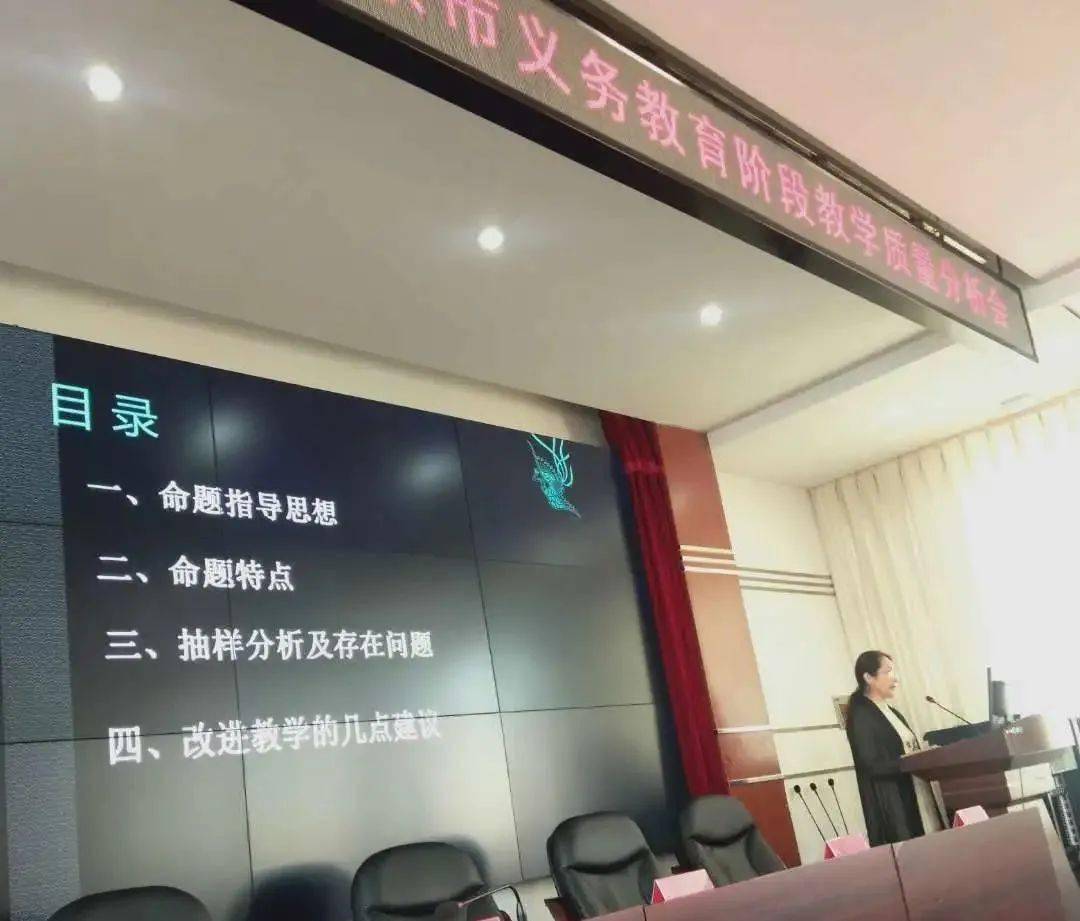 市义务教育阶段教学质量分析会
目录
一、命题指导思想
二、命题特点
三、抽样分析及存在问题
四、改进教学的几点建议